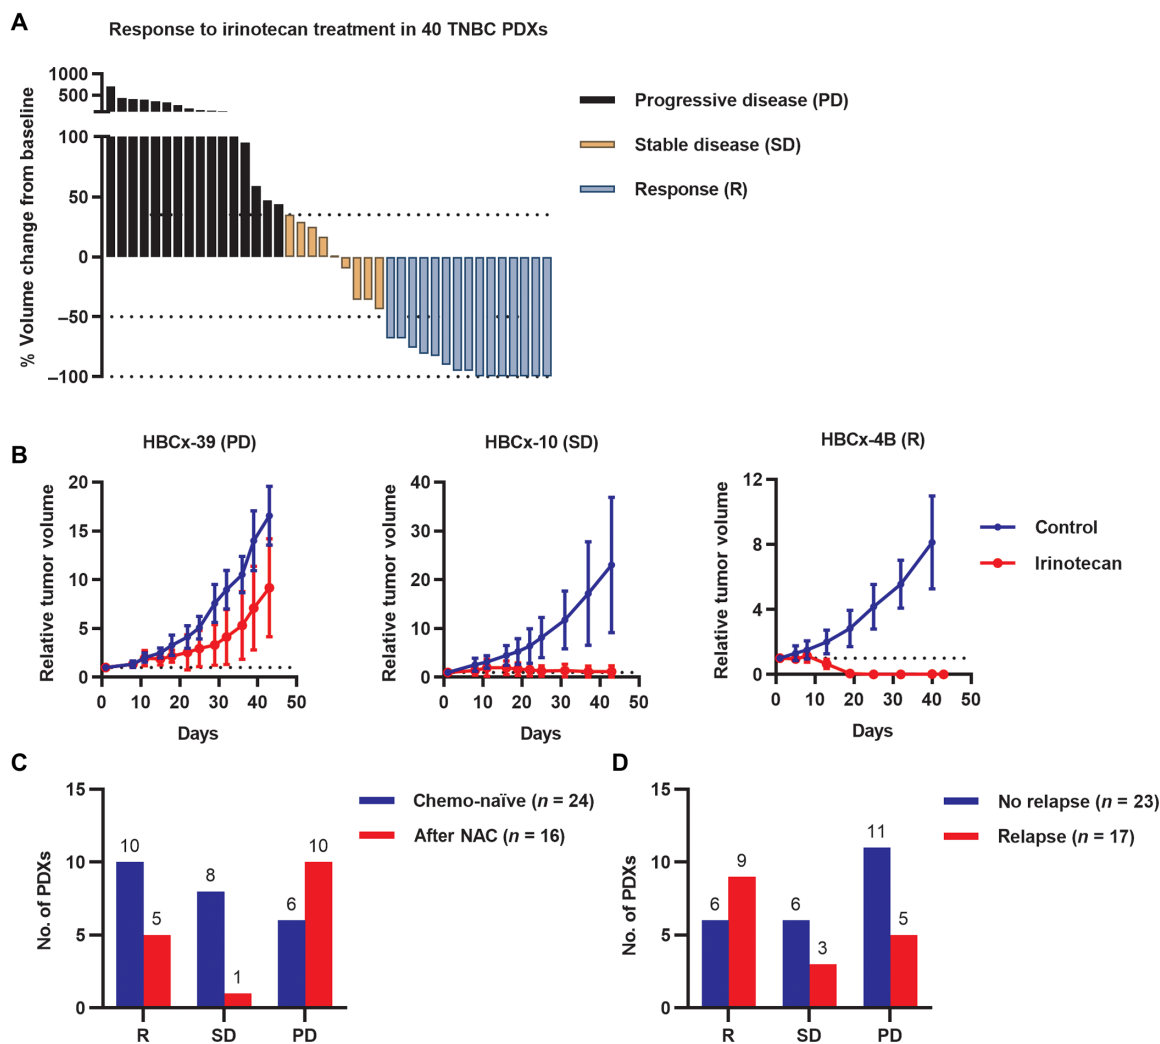 A
Response to irinotecan treatment in 40 TNBC PDXs
% Volume change from baseline
1000
500
100
50
0
–50
–100
Progressive disease (PD)
Stable disease (SD)
Response (R)
B
HBCx-39 (PD)
Relative tumor volume
20
15
10
5
0
0 10 20 30 40 50
Days
HBCx-10 (SD)
Relative tumor volume
40
30
20
10
0
0 10 20 30 40 50
Days
HBCx-4B (R)
Relative tumor volume
12
8
4
0
0 10 20 30 40 50
Days
Control
Irinotecan
C
No. of PDXs
15
10
5
0
10
5
8
1
6
10
R SD PD
Chemo-naïve (n = 24)
After NAC (n = 16)
D
No. of PDXs
15
10
5
0
6
9
6
3
11
5
R SD PD
No relapse (n = 23)
Relapse (n = 17)